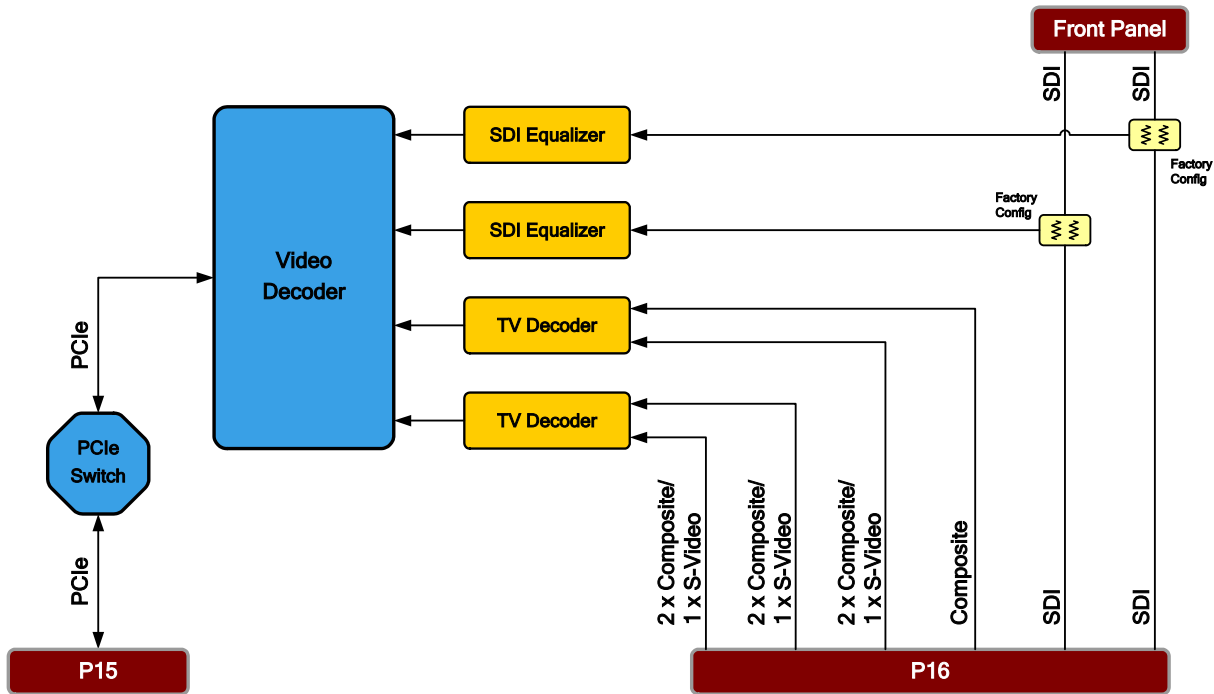 Front Panel
SDI
SDI
SDI Equalizer
Factory
Config
Factory
Config
SDI Equalizer
Video
Decoder
TV Decoder
PCIe
TV Decoder
PCIe
Switch
2 x Composite/
1 x S-Video
2 x Composite/
1 x S-Video
2 x Composite/
1 x S-Video
Composite
SDI
SDI
PCIe
P15
P16